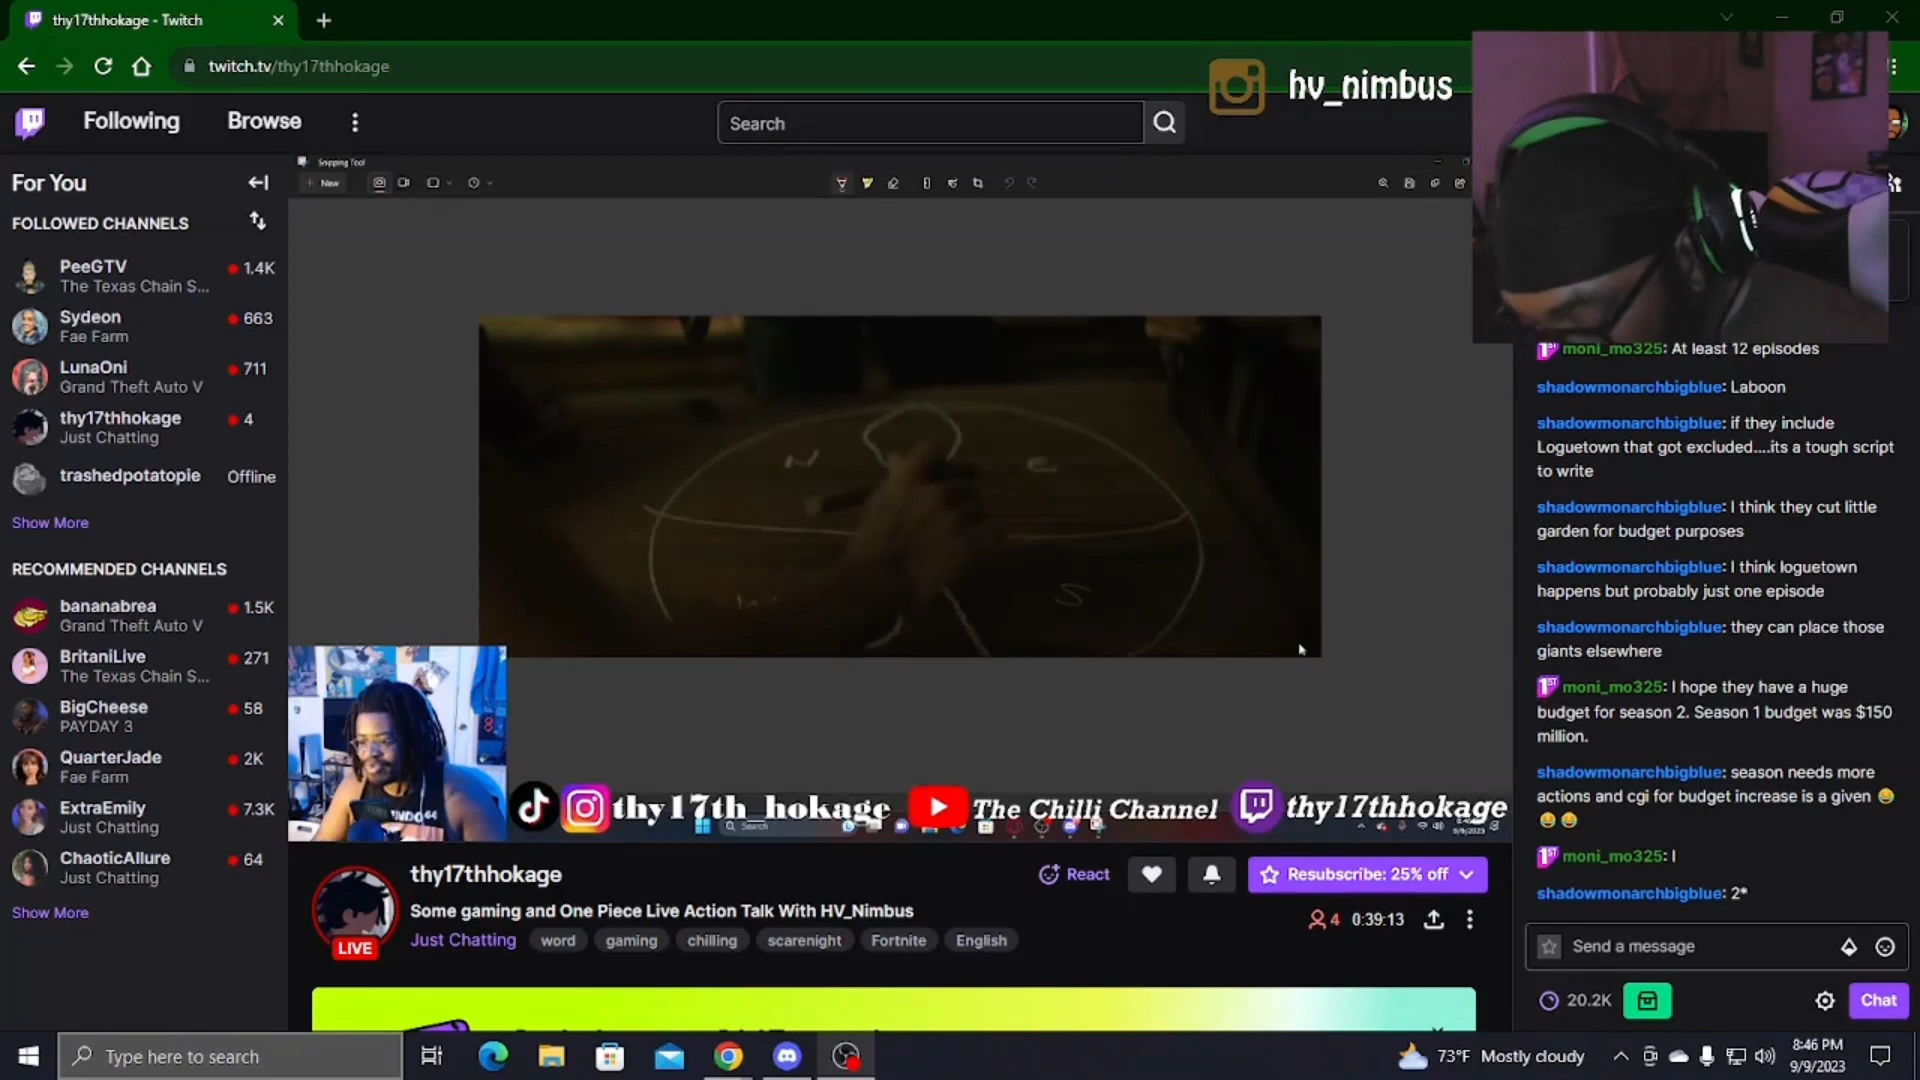 thy17thhokage - Twitch
twitch.tv/thy17thhokage
hv_nimbus
Following
Browse
Search
For You
FOLLOWED CHANNELS
PeeGTV
1.4K
The Texas Chain S...
Sydeon
663
Fae Farm
LunaOni
711
Grand Theft Auto V
thy17thhokage
4
Just Chatting
trashedpotatopie
Offline
Show More
RECOMMENDED CHANNELS
bananabrea
1.5K
Grand Theft Auto V
BritaniLive
271
The Texas Chain S...
BigCheese
58
PAYDAY 3
QuarterJade
2K
Fae Farm
ExtraEmily
7.3K
Just Chatting
ChaoticAllure
64
Just Chatting
Show More
Snipping Tool
New
N
E
S
thy17th_hokage
The Chilli Channel
thy17thhokage
Search
9/9/2023
thy17thhokage
Some gaming and One Piece Live Action Talk With HV_Nimbus
Just Chatting
word
gaming
chilling
scarenight
Fortnite
English
LIVE
React
Resubscribe: 25% off
4
0:39:13
1ST moni_mo325: At least 12 episodes
shadowmonarchbigblue: Laboon
shadowmonarchbigblue: if they include
Loguetown that got excluded....its a tough script
to write
shadowmonarchbigblue: I think they cut little
garden for budget purposes
shadowmonarchbigblue: I think loguetown
happens but probably just one episode
shadowmonarchbigblue: they can place those
giants elsewhere
1ST moni_mo325: I hope they have a huge
budget for season 2. Season 1 budget was $150
million.
shadowmonarchbigblue: season needs more
actions and cgi for budget increase is a given 😂
😂 😂
1ST moni_mo325: I
shadowmonarchbigblue: 2*
Send a message
20.2K
Chat
Type here to search
73°F Mostly cloudy
8:46 PM
9/9/2023